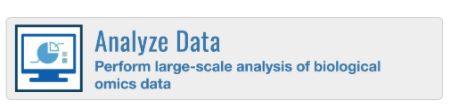 Analyze Data
Perform large-scale analysis of biological
omics data